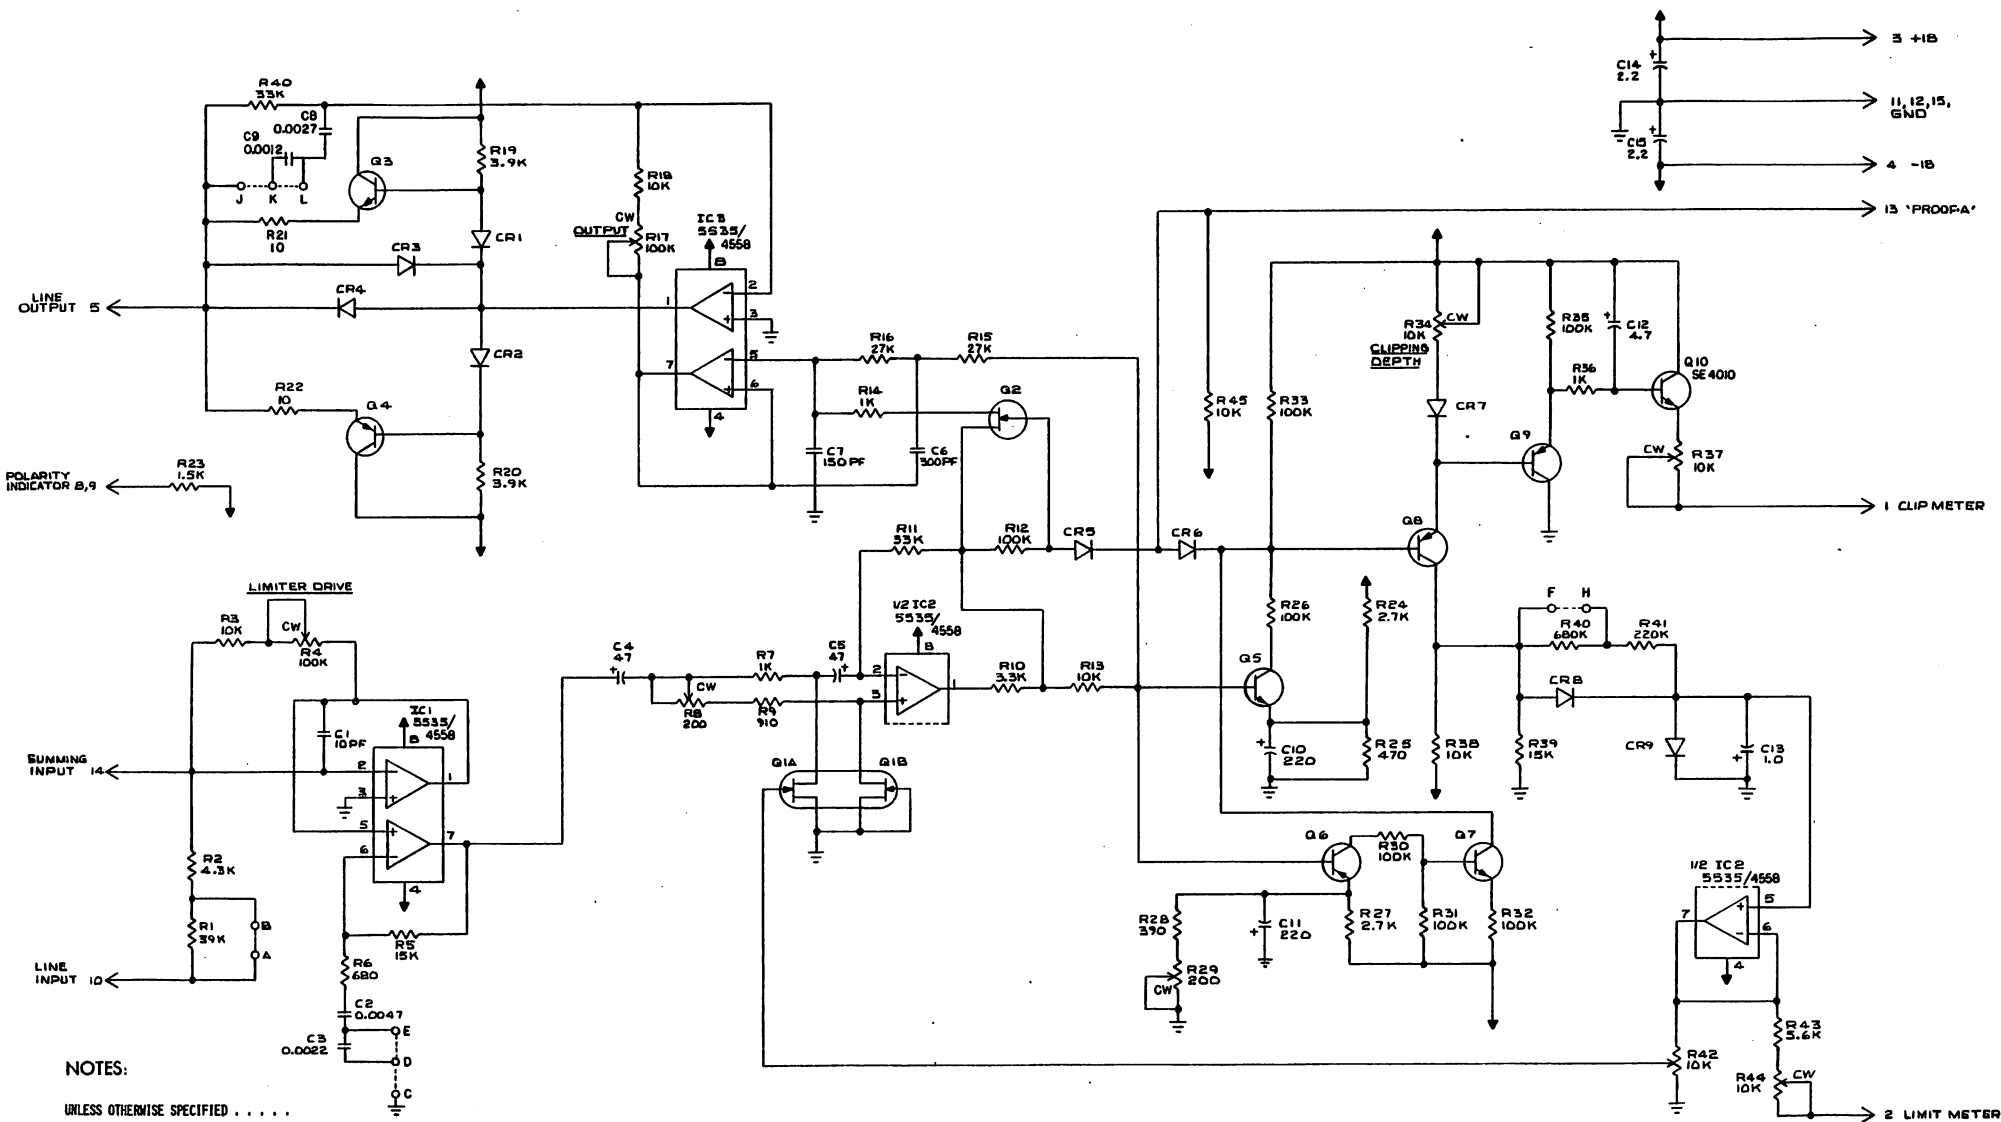 3 +18
C14
2.2
11, 12, 15,
GND
C15
2.2
4 -18
13 'PROOF-A'
R40
33K
C8
0.0027
C9
0.0012
Q3
R19
3.9K
J K L
R21
10
CR1
CR3
LINE
OUTPUT 5
CR4
CR2
R22
10
Q4
R23
1.5K
POLARITY
INDICATOR 8,9
R20
3.9K
R18
10K
CW
OUTPUT
R17
100K
IC3
5535/
4558
8
2
1
3
5
7
6
4
R16
27K
R15
27K
R14
1K
Q2
C7
150PF
C6
300PF
R45
10K
R33
100K
R34
10K
CW
CLIPPING
DEPTH
CR7
R35
100K
C12
4.7
R36
1K
Q10
SE4010
Q9
CW
R37
10K
1 CLIP METER
Q8
R11
33K
R12
100K
CR5
CR6
LIMITER DRIVE
R3
10K
CW
R4
100K
C1
10PF
IC1
5535/
4558
8
2
1
3
5
7
6
4
SUMMING
INPUT 14
R2
4.3K
R1
39K
B
A
LINE
INPUT 10
R5
15K
R6
680
C2
0.0047
C3
0.0022
E
D
C
C4
47
R7
1K
CW
R8
200
R9
910
C5
47
1/2 IC2
5535/
4558
8
2
3
1
R10
3.3K
R13
10K
Q1A
Q1B
R26
100K
R24
2.7K
Q5
C10
220
R25
470
R38
10K
F H
R40
680K
R41
220K
CR8
R39
15K
CR9
C13
1.0
Q6
R30
100K
Q7
R28
390
C11
220
R27
2.7K
R31
100K
R32
100K
R29
200
CW
1/2 IC2
5535/4558
5
7
6
4
R43
5.6K
R42
10K
R44
10K
CW
2 LIMIT METER
NOTES:
UNLESS OTHERWISE SPECIFIED . . . . .